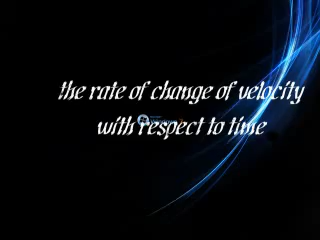 the rate of change of velocity
with respect to time